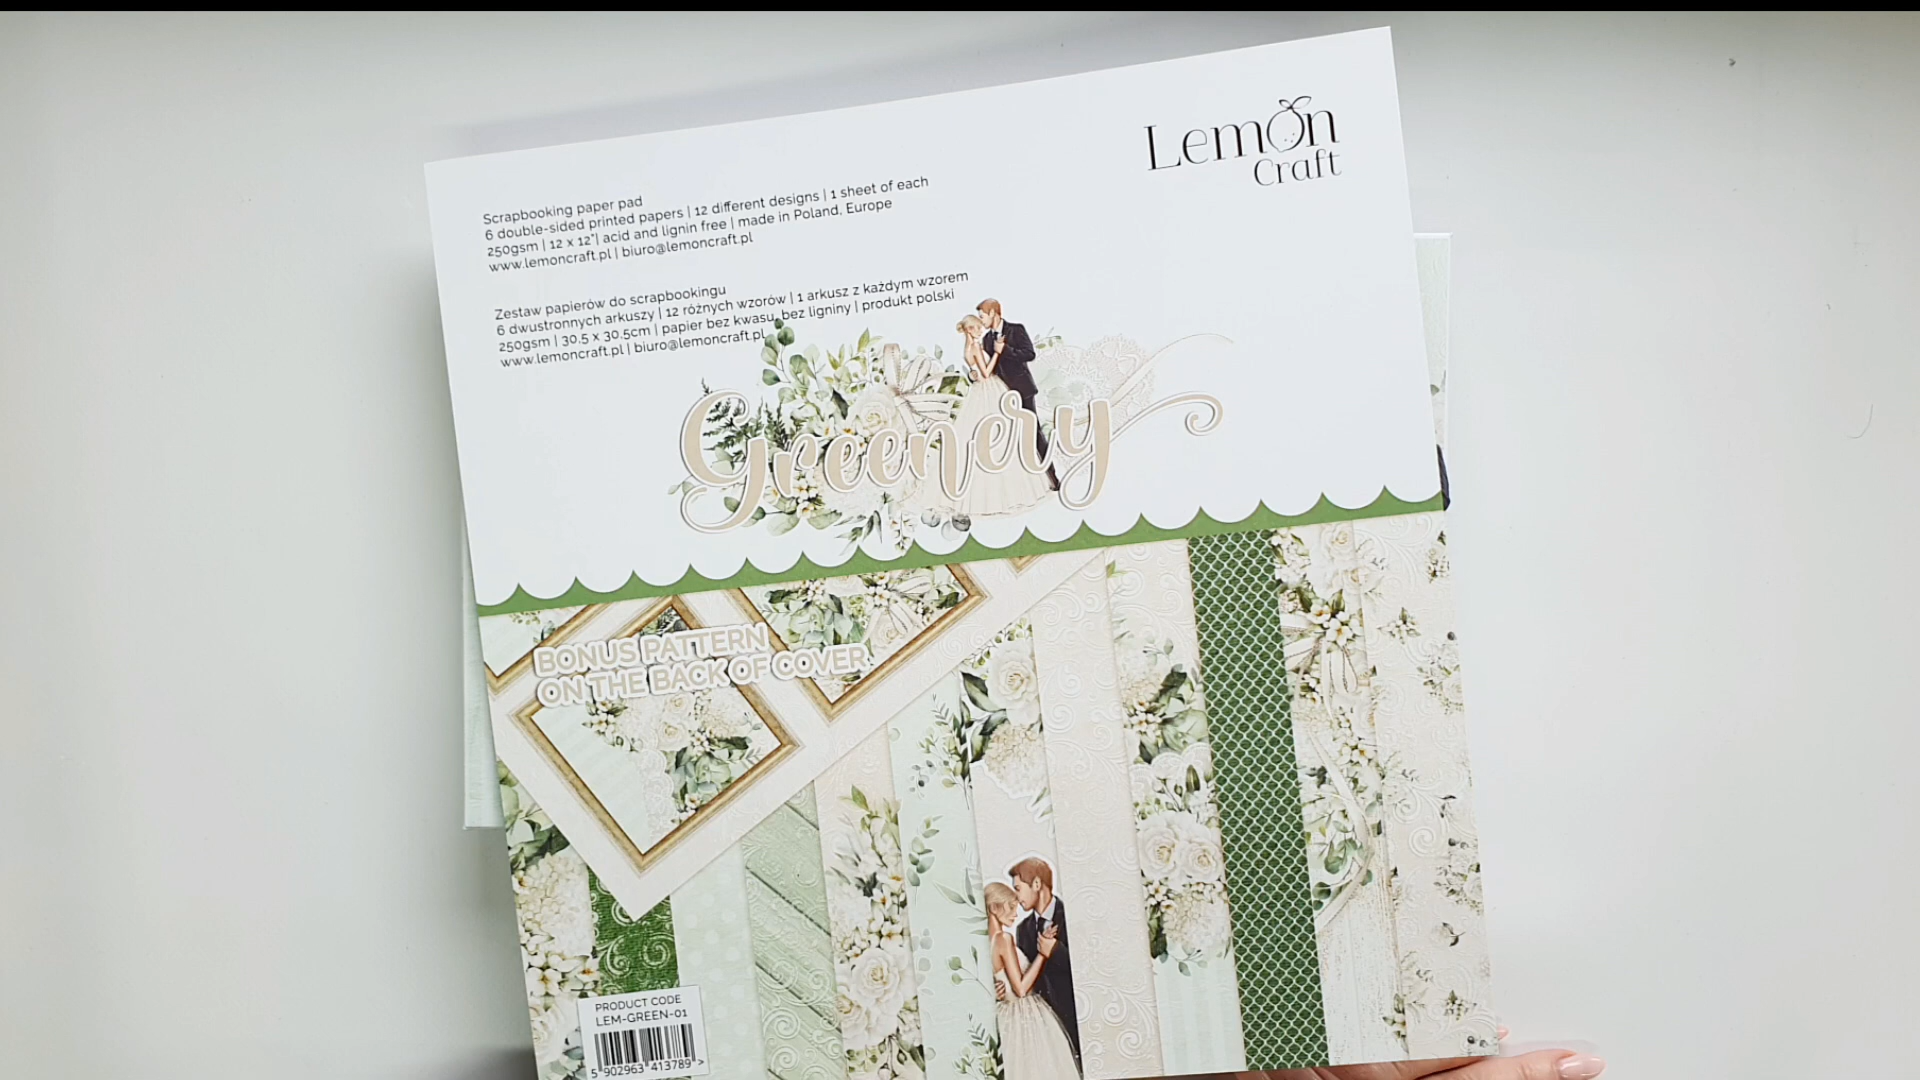 Lemon
Craft
Scrapbooking paper pad
6 double-sided printed papers | 12 different designs | 1 sheet of each
250gsm | 12 x 12"| acid and lignin free | made in Poland, Europe
www.lemoncraft.pl | biuro@lemoncraft.pl
Zestaw papierów do scrapbookingu
6 dwustronnych arkuszy | 12 różnych wzorów | 1 arkusz z każdym wzorem
250gsm | 30.5 x 30.5cm | papier bez kwasu, bez ligniny | produkt polski
www.lemoncraft.pl | biuro@lemoncraft.pl
Greenery
BONUS PATTERN
ON THE BACK OF COVER
PRODUCT CODE
LEM-GREEN-01
5 902963 413789 >